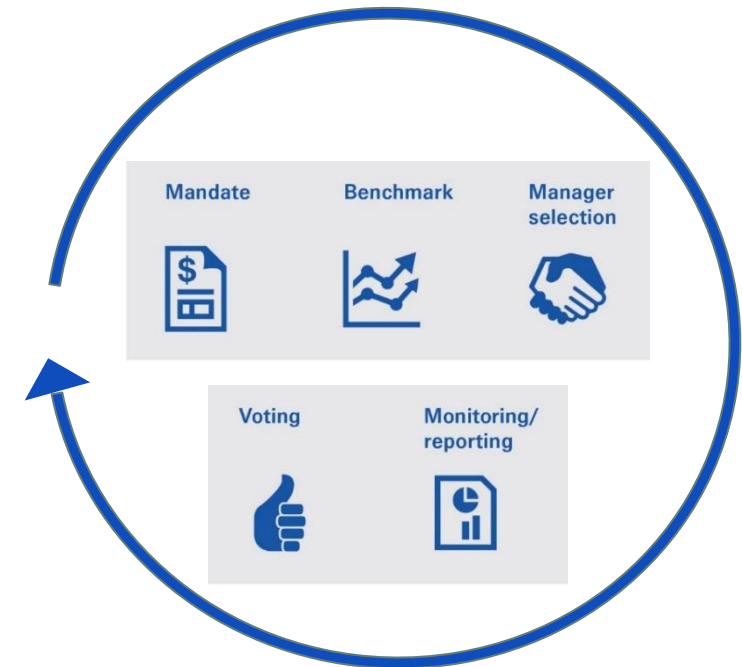 Mandate
Benchmark
Manager
selection
$
Voting
Monitoring/
reporting